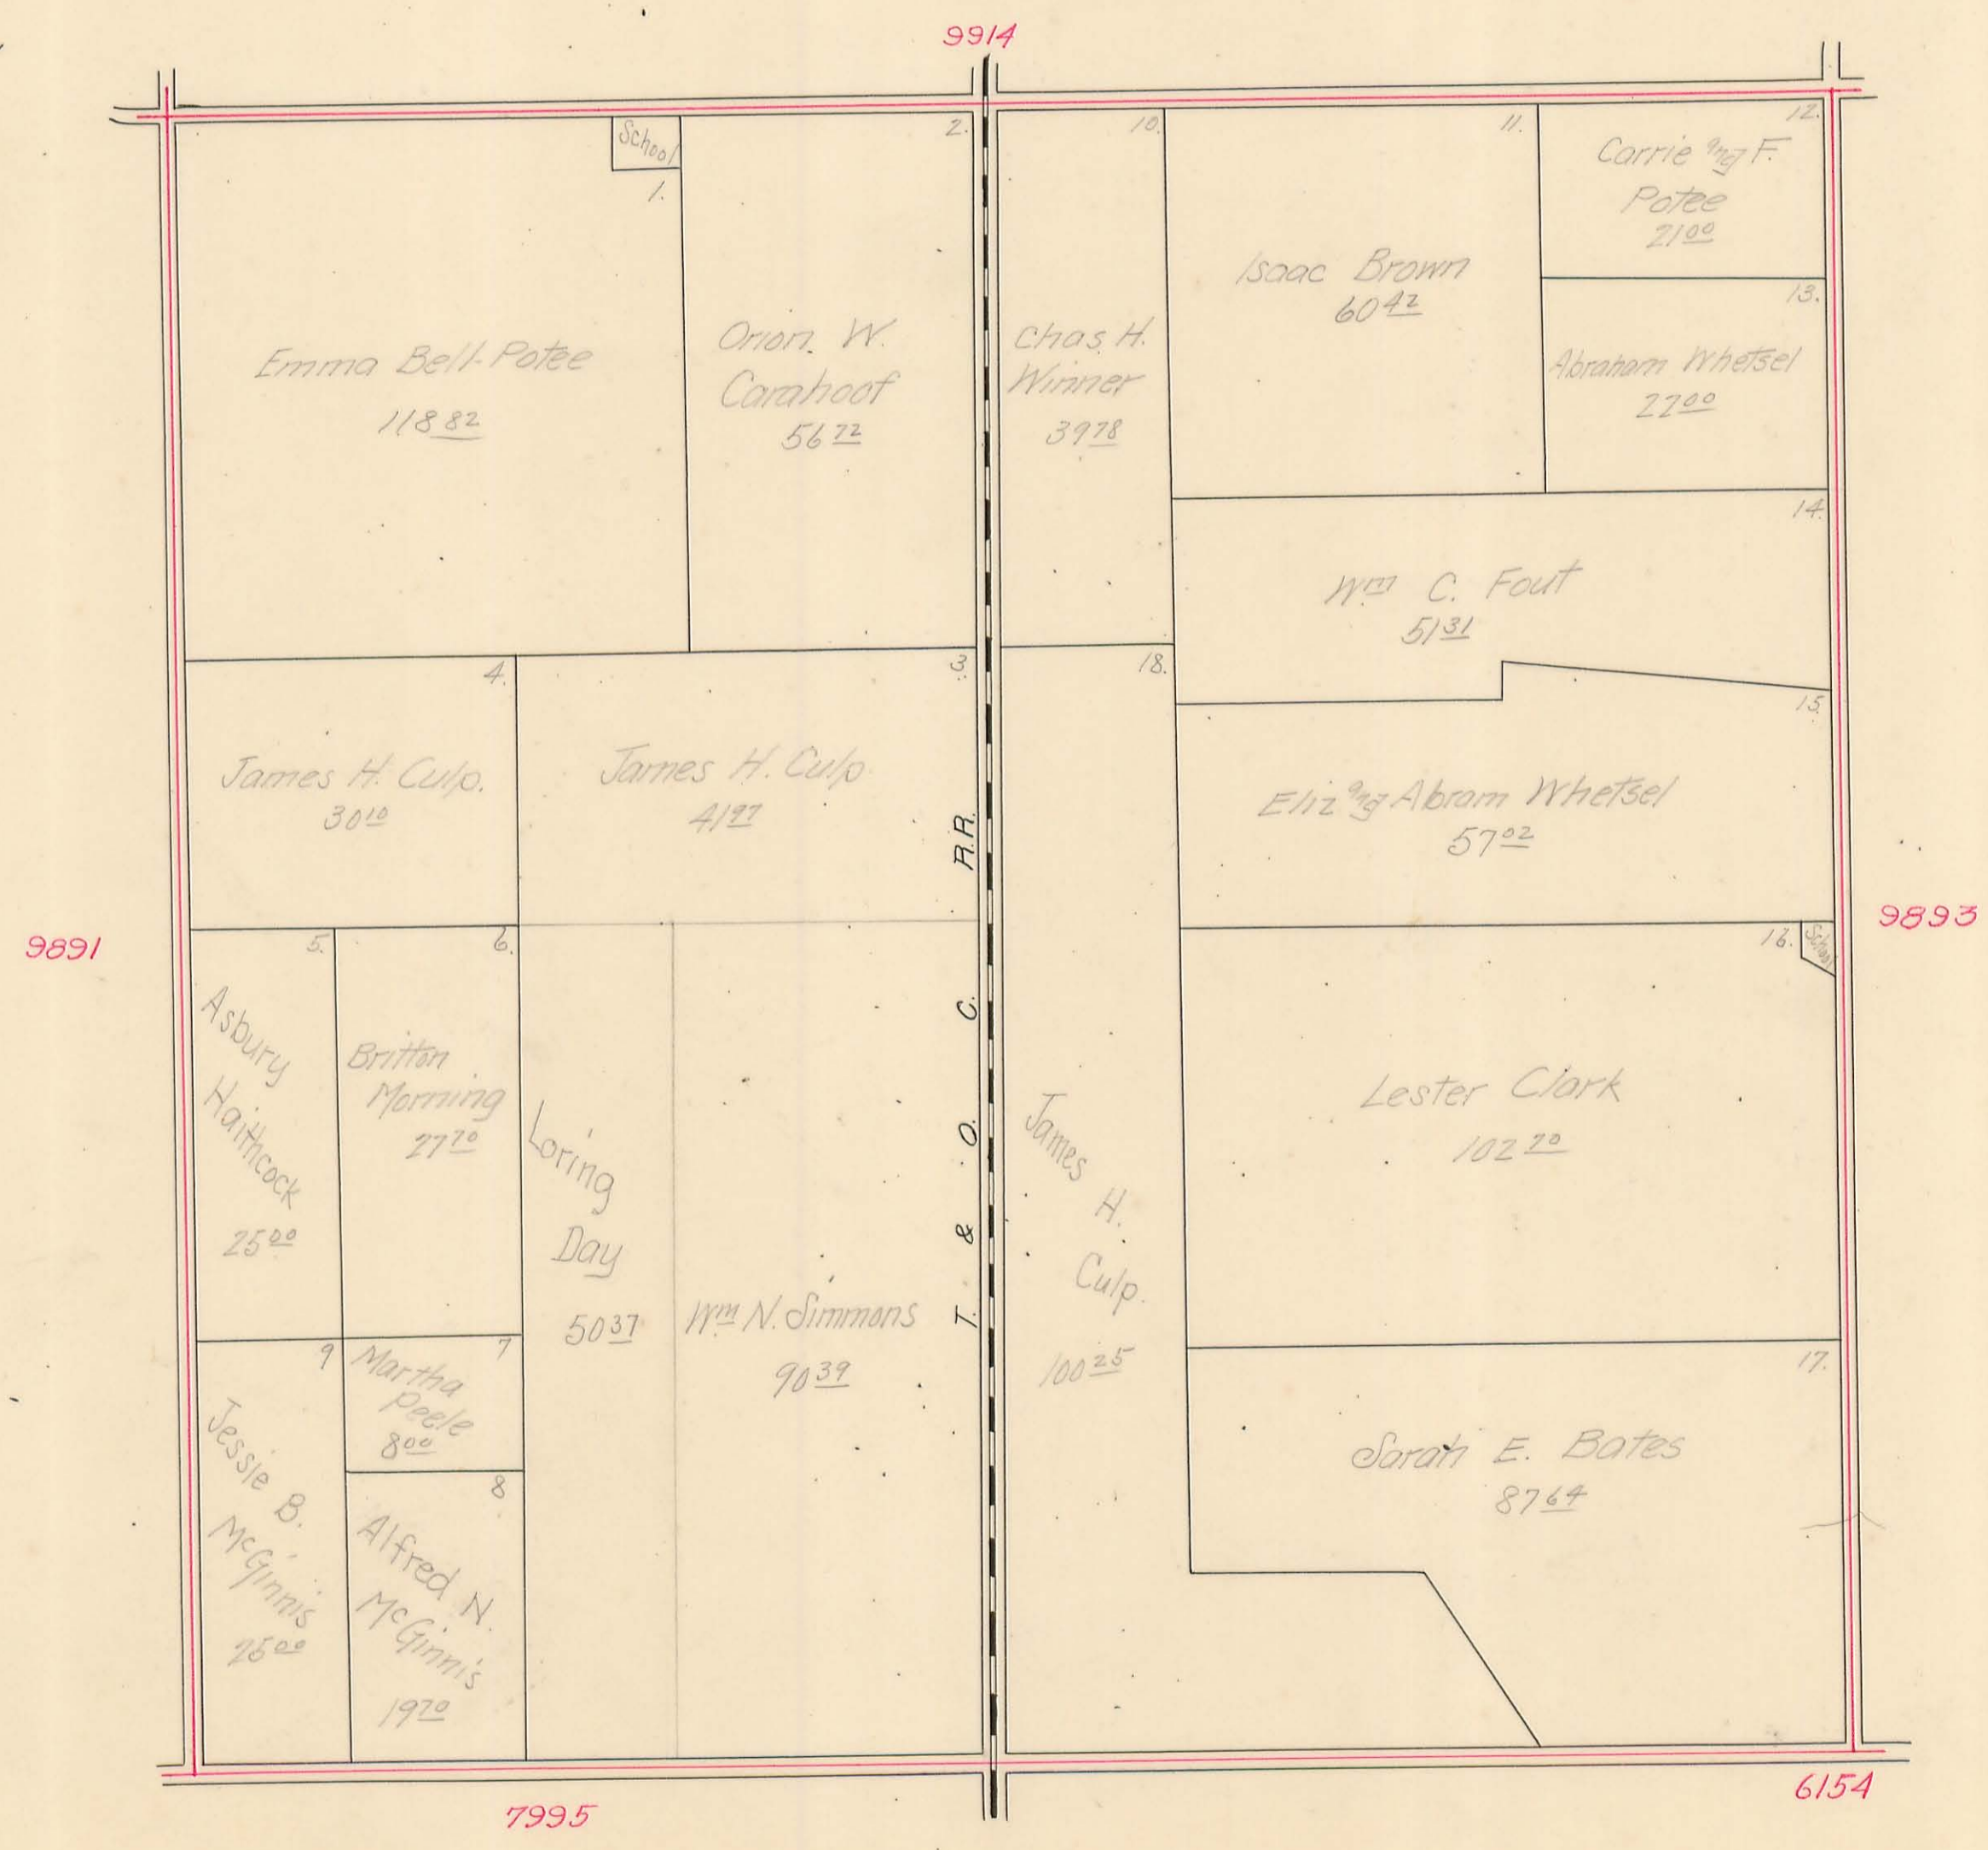 9914
School
1.
2.
10.
11.
12.
Carrie and F.
Potee
21 00
13.
Isaac Brown
60 42
Emma Bell-Potee
118 82
Orion. W.
Carahoof
56 72
Chas. H.
Winner
39 78
Abraham Whetsel
22 00
14.
Wm C. Fout
51 31
4.
3.
18.
15.
James H. Culp.
30 10
James H. Culp
41 97
Eliz and Abram Whetsel
57 02
T. & O. C. R.R.
9891
9893
5.
6.
16.
School
Asbury
Haithcock
25 00
Britton
Morning
27 70
Loring
Day
50 37
Wm N. Simmons
90 39
James
H.
Culp.
100 25
Lester Clark
102 70
9
7
17.
Martha
Peele
8 00
8
Jessie B.
McGinnis
25 00
Alfred N.
McGinnis
19 70
Sarah E. Bates
87 64
7995
6154